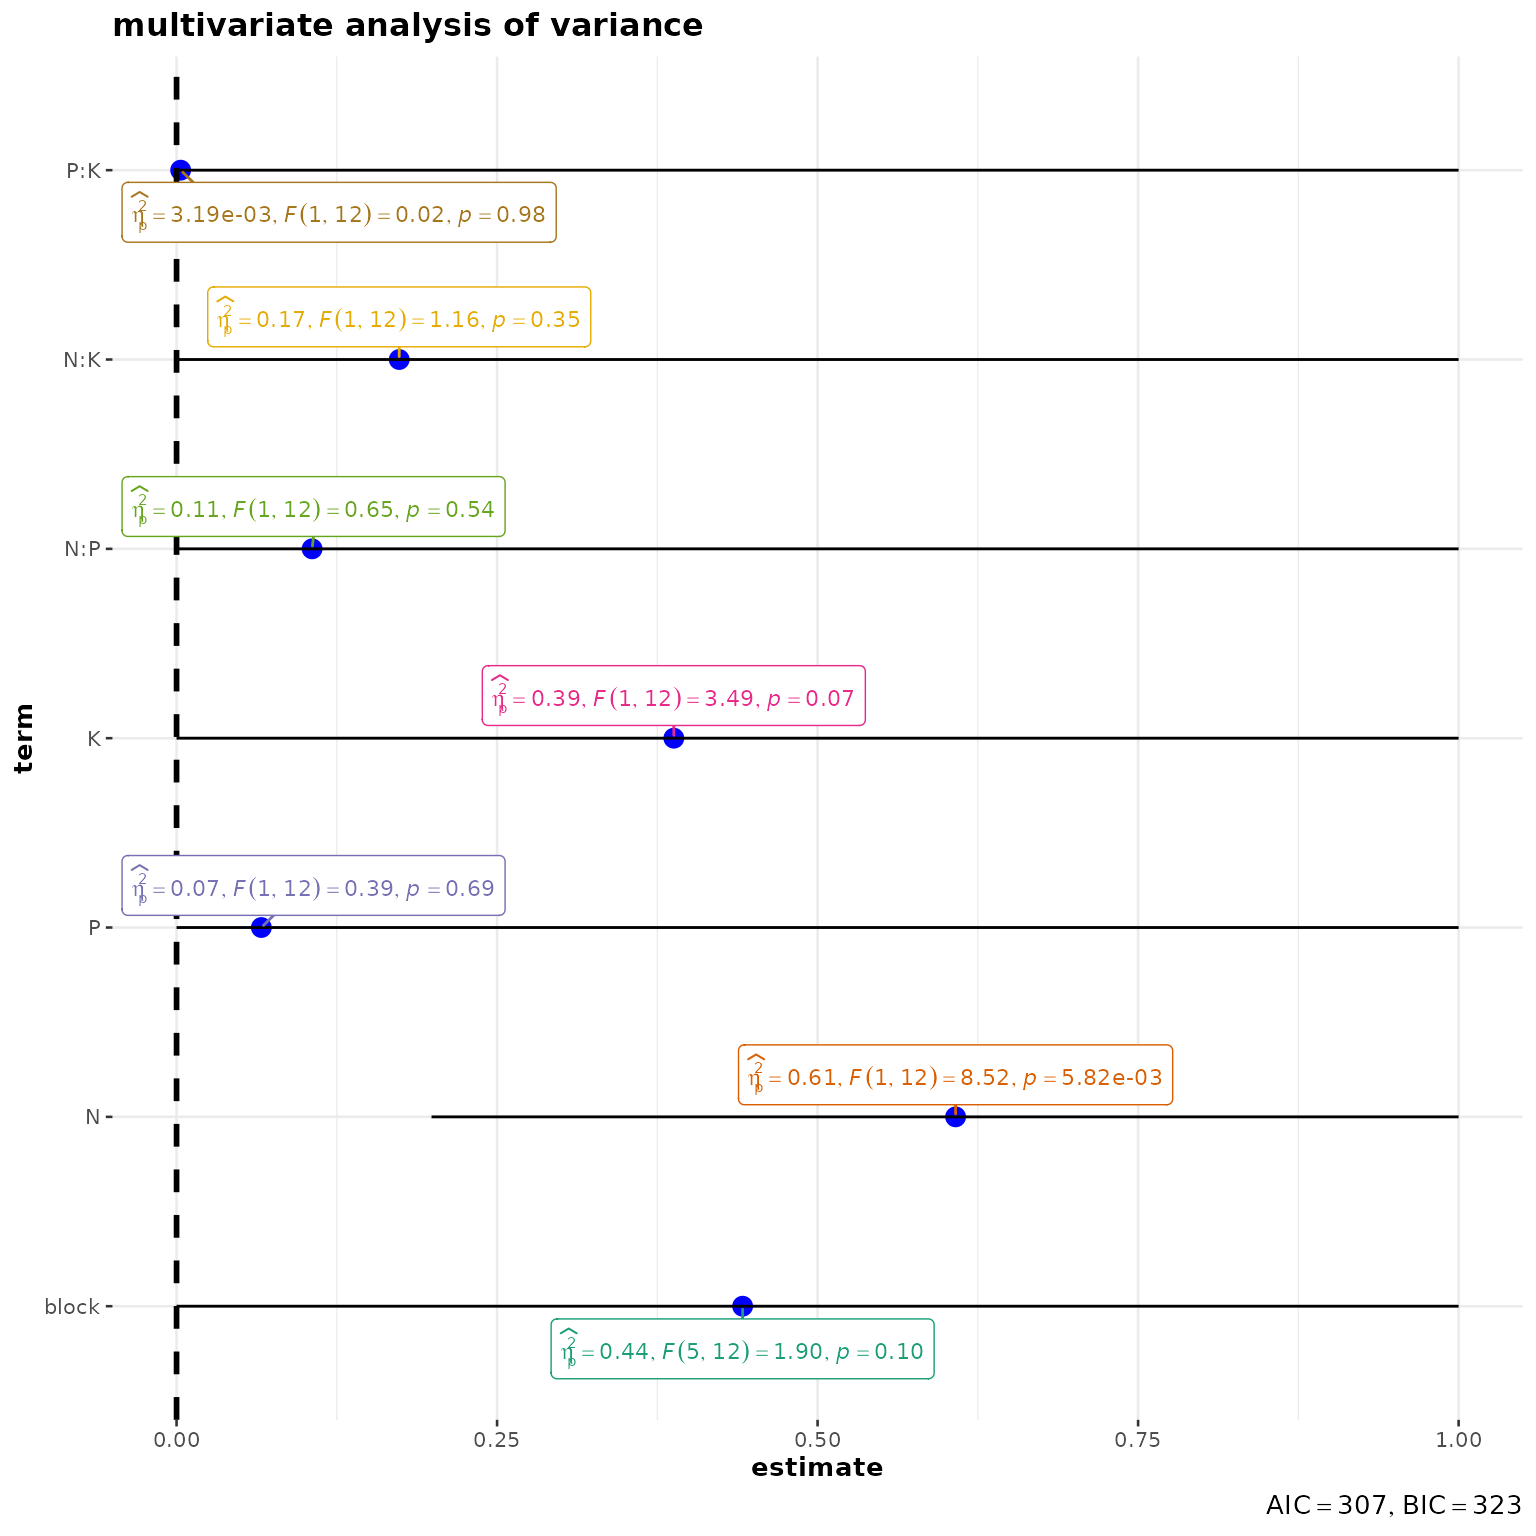 multivariate analysis of variance
P:K
η̂²ₚ = 3.19e-03, F(1, 12) = 0.02, p = 0.98
η̂²ₚ = 0.17, F(1, 12) = 1.16, p = 0.35
N:K
η̂²ₚ = 0.11, F(1, 12) = 0.65, p = 0.54
N:P
η̂²ₚ = 0.39, F(1, 12) = 3.49, p = 0.07
K
term
η̂²ₚ = 0.07, F(1, 12) = 0.39, p = 0.69
P
η̂²ₚ = 0.61, F(1, 12) = 8.52, p = 5.82e-03
N
block
η̂²ₚ = 0.44, F(5, 12) = 1.90, p = 0.10
0.00 0.25 0.50 0.75 1.00
estimate
AIC = 307, BIC = 323